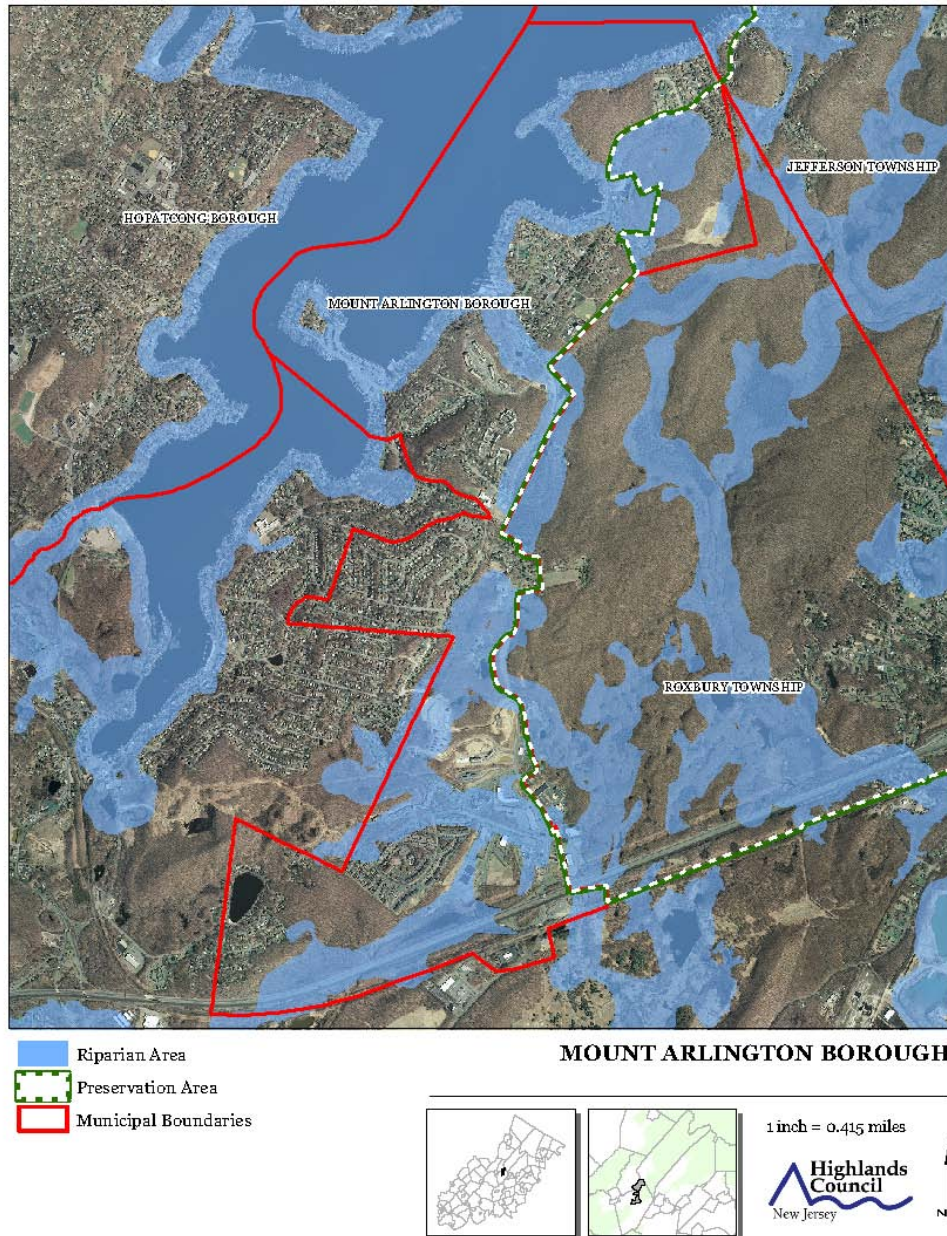 JEFFERSON TOWNSHIP
HOPATCONG BOROUGH
MOUNT ARLINGTON BOROUGH
ROXBURY TOWNSHIP
Riparian Area
Preservation Area
Municipal Boundaries
MOUNT ARLINGTON BOROUGH
1 inch = 0.415 miles
Highlands
Council
New Jersey
N